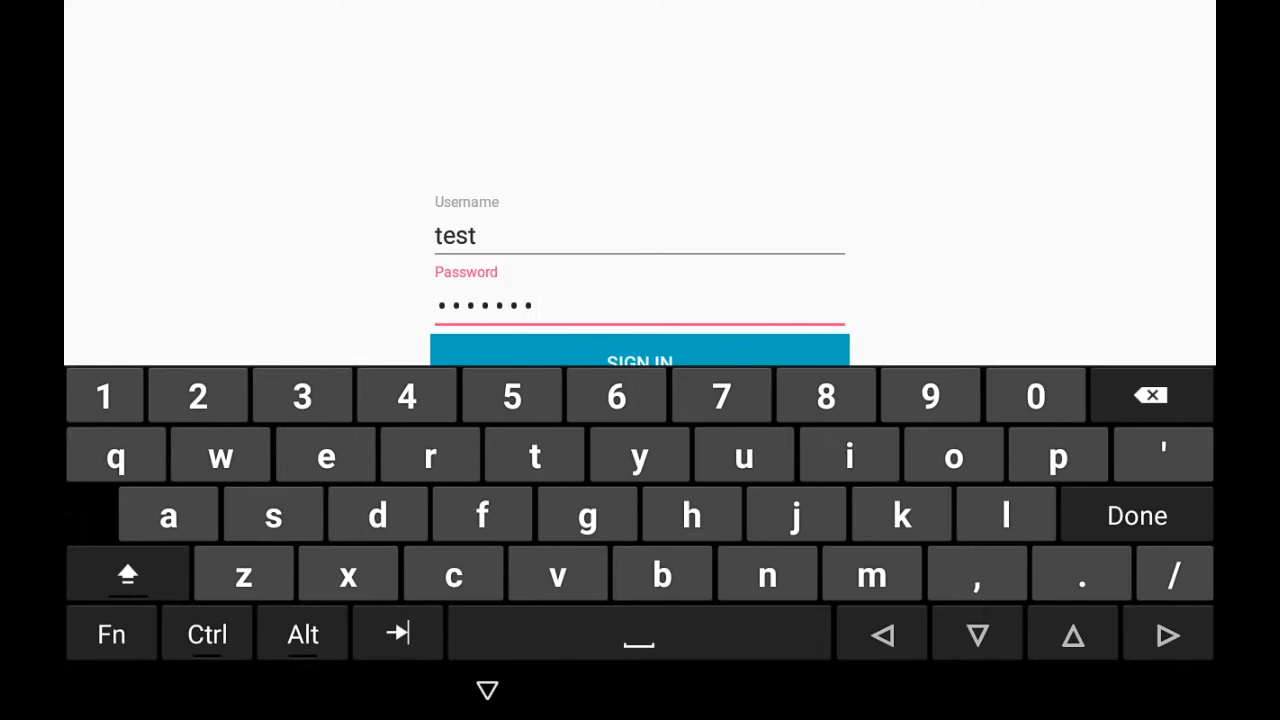 Username
test
Password
•••••••
SIGN IN
1 2 3 4 5 6 7 8 9 0
q w e r t y u i o p '
a s d f g h j k l Done
z x c v b n m , . /
Fn Ctrl Alt